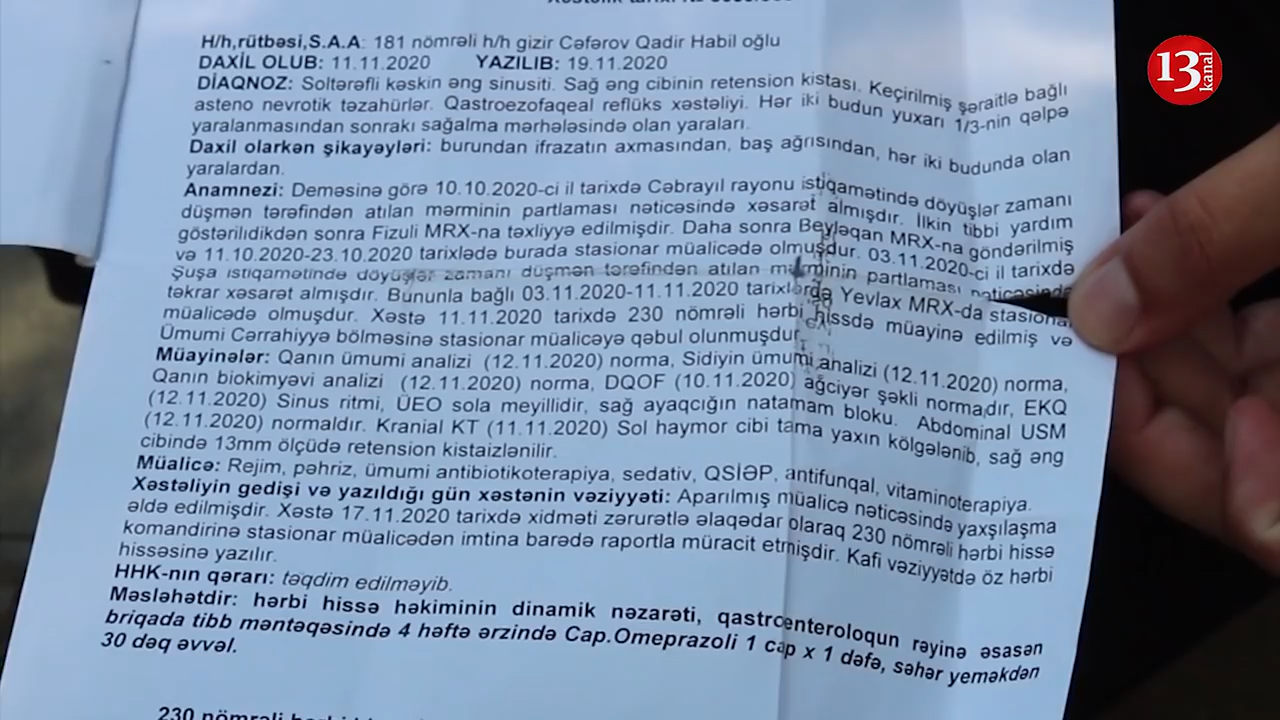 13
kanal
H/h,rütbəsi,S.A.A: 181 nömrəli h/h gizir Cəfərov Qadir Habil oğlu
DAXİL OLUB: 11.11.2020 YAZILIB: 19.11.2020
DİAQNOZ: Soltərəfli kəskin əng sinusiti. Sağ əng cibinin retension kistası. Keçirilmiş şəraitlə bağlı
asteno nevrotik təzahürlər. Qastroezofaqeal reflüks xəstəliyi. Hər iki budun yuxarı 1/3-nin qəlpə
yaralanmasından sonrakı sağalma mərhələsində olan yaraları.
Daxil olarkən şikayəyləri: burundan ifrazatın axmasından, baş ağrısından, hər iki budunda olan
yaralardan.
Anamnezi: Deməsinə görə 10.10.2020-ci il tarixdə Cəbrayıl rayonu istiqamətində döyüşlər zamanı
düşmən tərəfindən atılan mərminin partlaması nəticəsində xəsarət almışdır. İlkin tibbi yardım
göstərilidikdən sonra Fizuli MRX-na təxliyyə edilmişdir. Daha sonra Beyləqan MRX-na göndərilmiş
və 11.10.2020-23.10.2020 tarixlədə burada stasionar müalicədə olmuşdur. 03.11.2020-ci il tarixdə
Şuşa istiqamətində döyüşlər zamanı düşmən tərəfindən atılan mərminin partlaması nəticəsində
təkrar xəsarət almışdır. Bununla bağlı 03.11.2020-11.11.2020 tarixlərdə Yevlax MRX-da stasionar
müalicədə olmuşdur. Xəstə 11.11.2020 tarixdə 230 nömrəli hərbi hissdə müayinə edilmiş və
Ümumi Cərrahiyyə bölməsinə stasionar müalicəyə qəbul olunmuşdur.
Müayinələr: Qanın ümumi analizi (12.11.2020) norma, Sidiyin ümumi analizi (12.11.2020) norma,
Qanın biokimyəvi analizi (12.11.2020) norma, DQOF (10.11.2020) ağciyər şəkli normadır, EKQ
(12.11.2020) Sinus ritmi, ÜEO sola meyillidir, sağ ayaqcığın natamam bloku. Abdominal USM
(12.11.2020) normaldır. Kranial KT (11.11.2020) Sol haymor cibi tama yaxın kölgələnib, sağ əng
cibində 13mm ölçüdə retension kistaizlənilir.
Müalicə: Rejim, pəhriz, ümumi antibiotikoterapiya, sedativ, QSİƏP, antifunqal, vitaminoterapiya.
Xəstəliyin gedişi və yazıldığı gün xəstənin vəziyyəti: Aparılmış müalicə nəticəsində yaxşılaşma
əldə edilmişdir. Xəstə 17.11.2020 tarixdə xidməti zərurətlə əlaqədar olaraq 230 nömrəli hərbi hissə
komandirinə stasionar müalicədən imtina barədə raportla müracit etmişdir. Kafi vəziyyətdə öz hərbi
hissəsinə yazılır.
HHK-nın qərarı: təqdim edilməyib.
Məsləhətdir: hərbi hissə həkiminin dinamik nəzarəti, qastroenteroloqun rəyinə əsasən
briqada tibb məntəqəsində 4 həftə ərzində Cap.Omeprazoli 1 cap x 1 dəfə, səhər yeməkdən
30 dəq əvvəl.
230 nömrəli